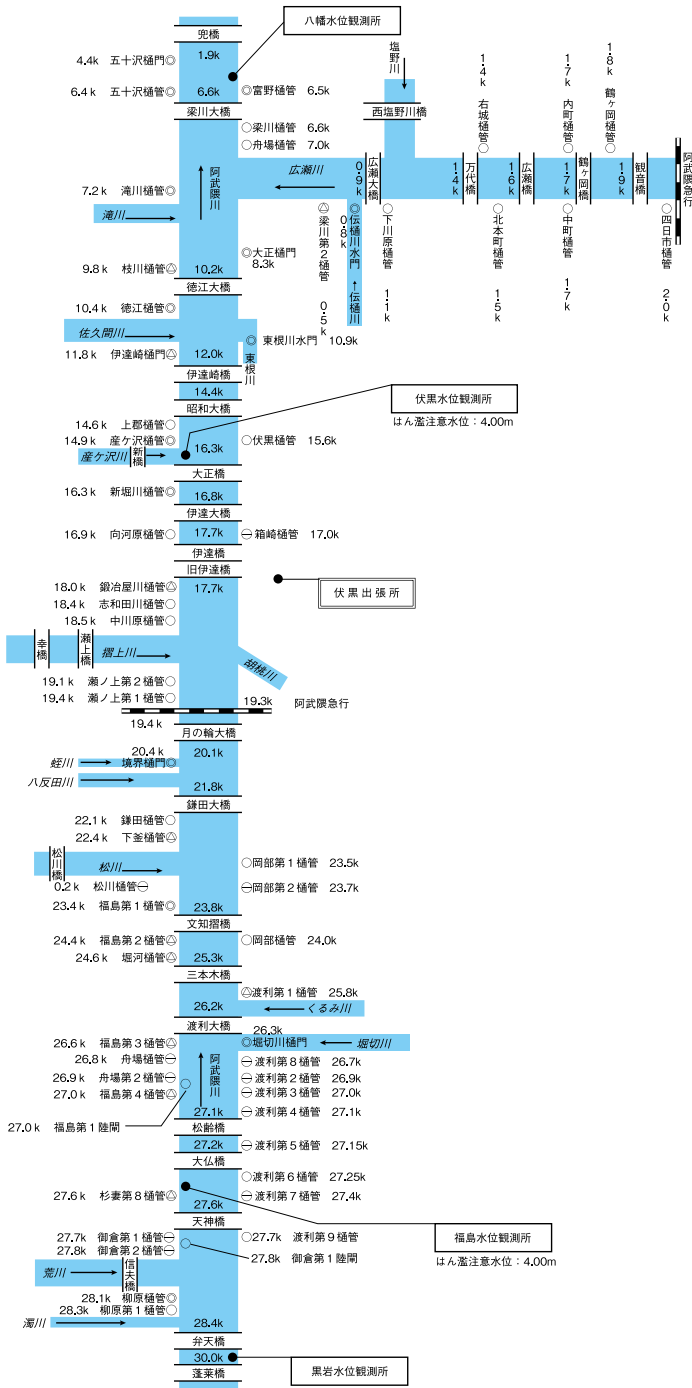 兜橋
八幡水位観測所
4.4k 五十沢樋門◎
1.9k
6.4k 五十沢樋管◎
6.6k
◎富野樋管 6.5k
梁川大橋
○梁川樋管 6.6k
○舟場樋管 7.0k
阿武隈川
7.2k 滝川樋管◎
滝川
◎大正樋門
8.3k
9.8k 枝川樋管△
10.2k
徳江大橋
塩野川
西塩野川橋
広瀬川
0.9k
広瀬大橋
1.4k
万代橋
1.6k
広瀬橋
1.7k
鶴ヶ岡橋
1.9k
観音橋
阿武隈急行
1.4k 右城樋管○
1.7k 内町樋管○
1.8k 鶴ヶ岡樋管○
△梁川第2樋管 0.5k
◎伝樋川水門
0.8k
↑伝樋川
○下川原樋管 1.1k
○北本町樋管 1.5k
○中町樋管 1.7k
○四日市樋管 2.0k
10.4k 徳江樋管◎
佐久間川
◎ 東根川水門 10.9k
東根川
11.8k 伊達崎樋門△
12.0k
伊達崎橋
14.4k
昭和大橋
伏黒水位観測所
はん濫注意水位：4.00m
14.6k 上郡樋管○
14.9k 産ケ沢樋管◎
○伏黒樋管 15.6k
産ケ沢川
新橋
16.3k
大正橋
16.3k 新堀川樋管◎
16.8k
伊達大橋
16.9k 向河原樋管○
17.7k
⊖箱崎樋管 17.0k
伊達橋
旧伊達橋
18.0k 鍛冶屋川樋管△
17.7k
伏黒出張所
18.4k 志和田川樋管○
18.5k 中川原樋管○
幸橋
瀬上橋
摺上川
胡桃川
19.1k 瀬ノ上第2樋管○
19.4k 瀬ノ上第1樋管○
19.3k
阿武隈急行
19.4k
月の輪大橋
20.4k
境界樋門◎
20.1k
蛭川
八反田川
21.8k
鎌田大橋
22.1k 鎌田樋管○
22.4k 下釜樋管△
松川橋
松川
○岡部第1樋管 23.5k
0.2k 松川樋管⊖
⊖岡部第2樋管 23.7k
23.4k 福島第1樋管◎
23.8k
文知摺橋
24.4k 福島第2樋管△
○岡部樋管 24.0k
24.6k 堀河樋管△
25.3k
三本木橋
△渡利第1樋管 25.8k
26.2k
くるみ川
渡利大橋
26.3k
26.6k 福島第3樋管△
◎堀切川樋門
堀切川
26.8k 舟場樋管⊖
阿武隈川
⊖渡利第8樋管 26.7k
26.9k 舟場第2樋管⊖
⊖渡利第2樋管 26.9k
27.0k 福島第4樋管△
⊖渡利第3樋管 27.0k
27.1k
⊖渡利第4樋管 27.1k
27.0k 福島第1陸閘
松齢橋
27.2k
⊖渡利第5樋管 27.15k
大仏橋
○渡利第6樋管 27.25k
27.6k 杉妻第8樋管△
⊖渡利第7樋管 27.4k
27.6k
天神橋
福島水位観測所
はん濫注意水位：4.00m
27.7k 御倉第1樋管⊖
○27.7k 渡利第9樋管
27.8k 御倉第2樋管⊖
27.8k 御倉第1陸閘
荒川
信夫橋
28.1k 柳原樋管◎
28.3k 柳原第1樋管○
濁川
28.4k
弁天橋
30.0k
黒岩水位観測所
蓬莱橋